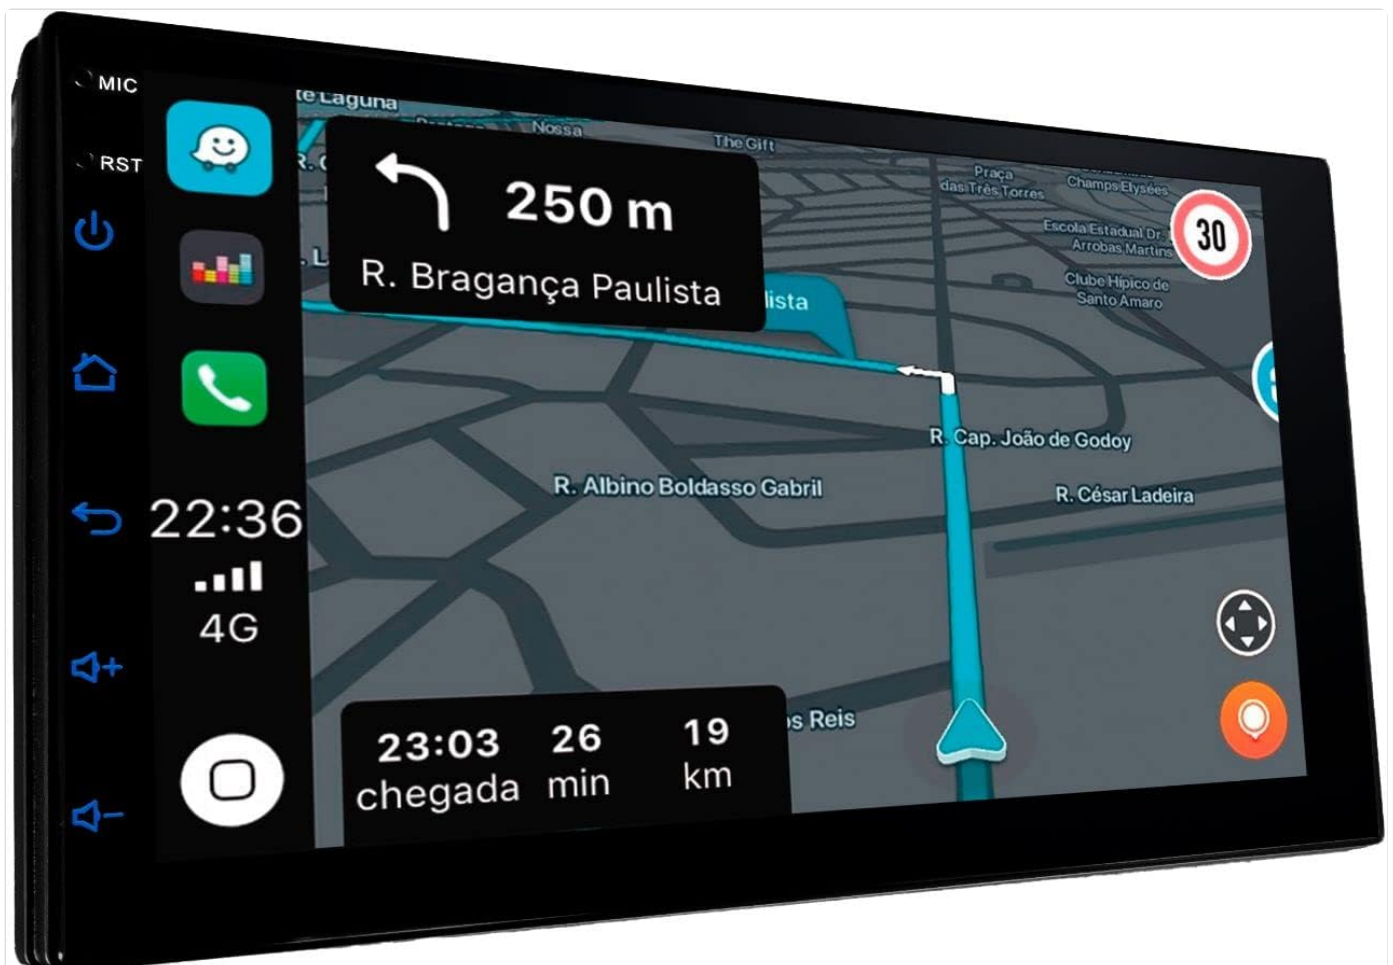 MIC
RST
22:36
4G
te Laguna
Nossa
The Gift
Praça
das Três Torres
Champs Elysées
Escola Estadual Dr.
Arrobas Martins
Clube Hípico de
Santo Amaro
30
250 m
R. Bragança Paulista
lista
R. Cap. João de Godoy
R. Albino Boldasso Gabril
R. César Ladeira
os Reis
23:03 26 19
chegada min km